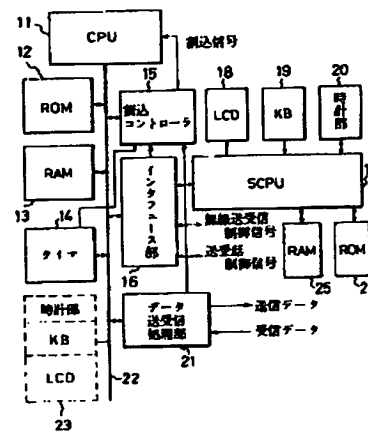 11
CPU
割込信号
12
ROM
15
割込
コントローラ
18
LCD
19
KB
20
時計部
RAM
13
14
タイマ
インタフェース部
16
SCPU
無線送受信
制御信号
送受話
制御信号
RAM
25
ROM
時計部
KB
LCD
23
データ
送受信
処理部
21
送信データ
受信データ
22